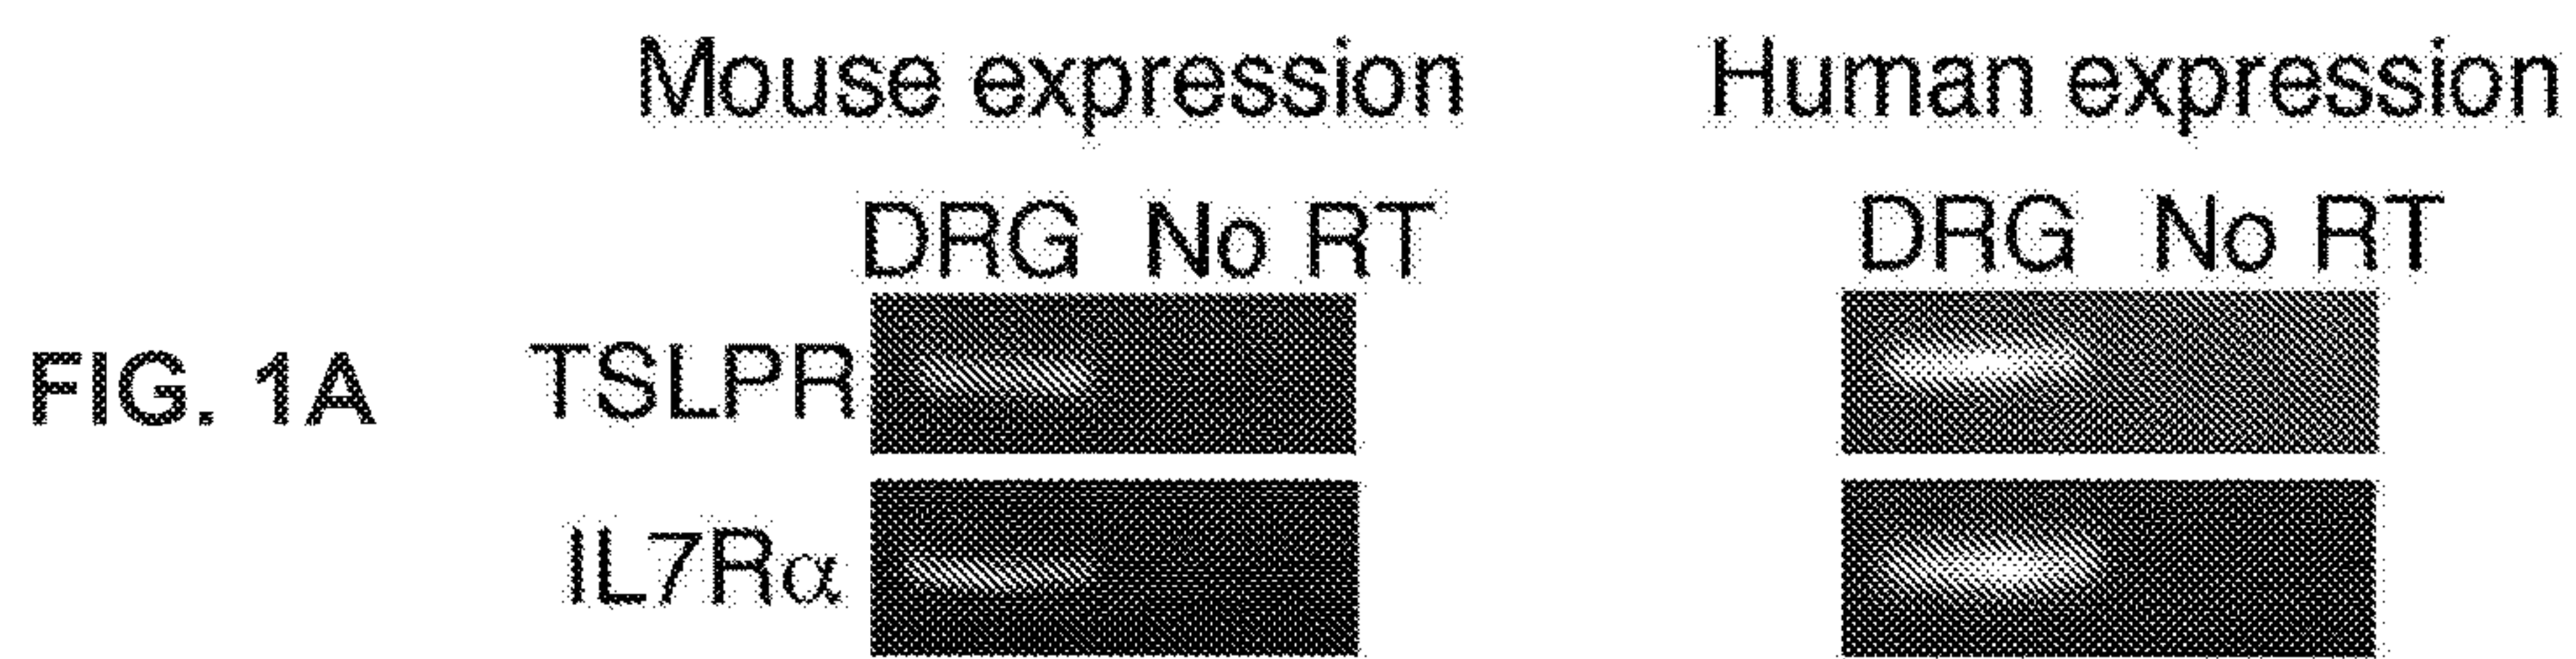 Mouse expression Human expression
DRG No RT DRG No RT
FIG. 1A TSLPR
IL7Rα